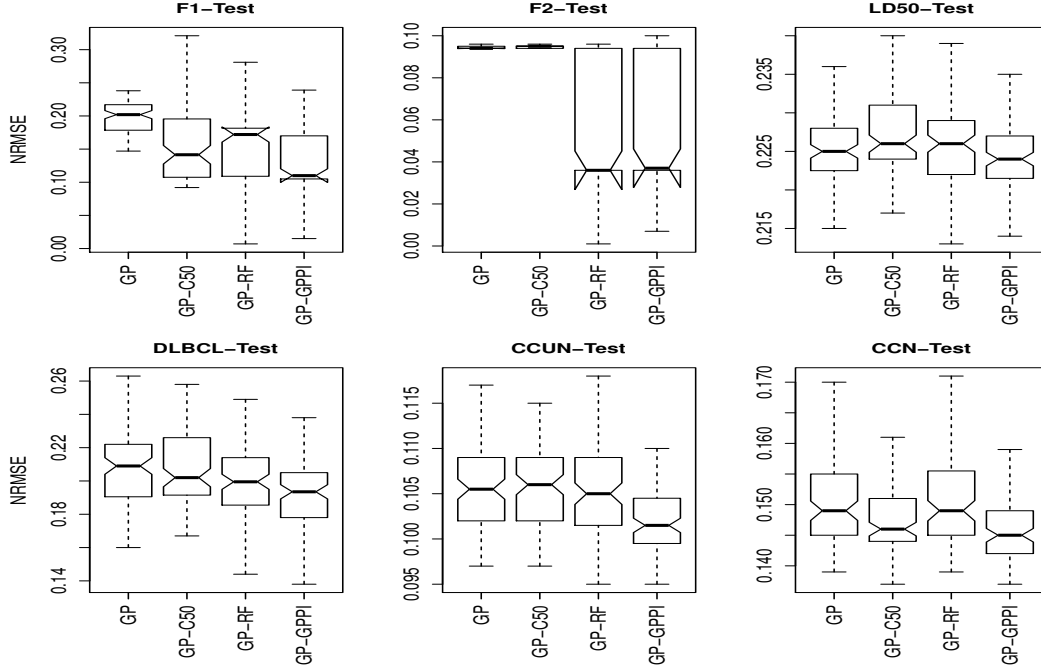 F1−Test
F2−Test
LD50−Test
NRMSE
0.00
0.10
0.20
0.30
0.00
0.02
0.04
0.06
0.08
0.10
0.215
0.225
0.235
GP
GP−C50
GP−RF
GP−GPPI
GP
GP−C50
GP−RF
GP−GPPI
GP
GP−C50
GP−RF
GP−GPPI
DLBCL−Test
CCUN−Test
CCN−Test
NRMSE
0.14
0.18
0.22
0.26
0.095
0.100
0.105
0.110
0.115
0.140
0.150
0.160
0.170
GP
GP−C50
GP−RF
GP−GPPI
GP
GP−C50
GP−RF
GP−GPPI
GP
GP−C50
GP−RF
GP−GPPI